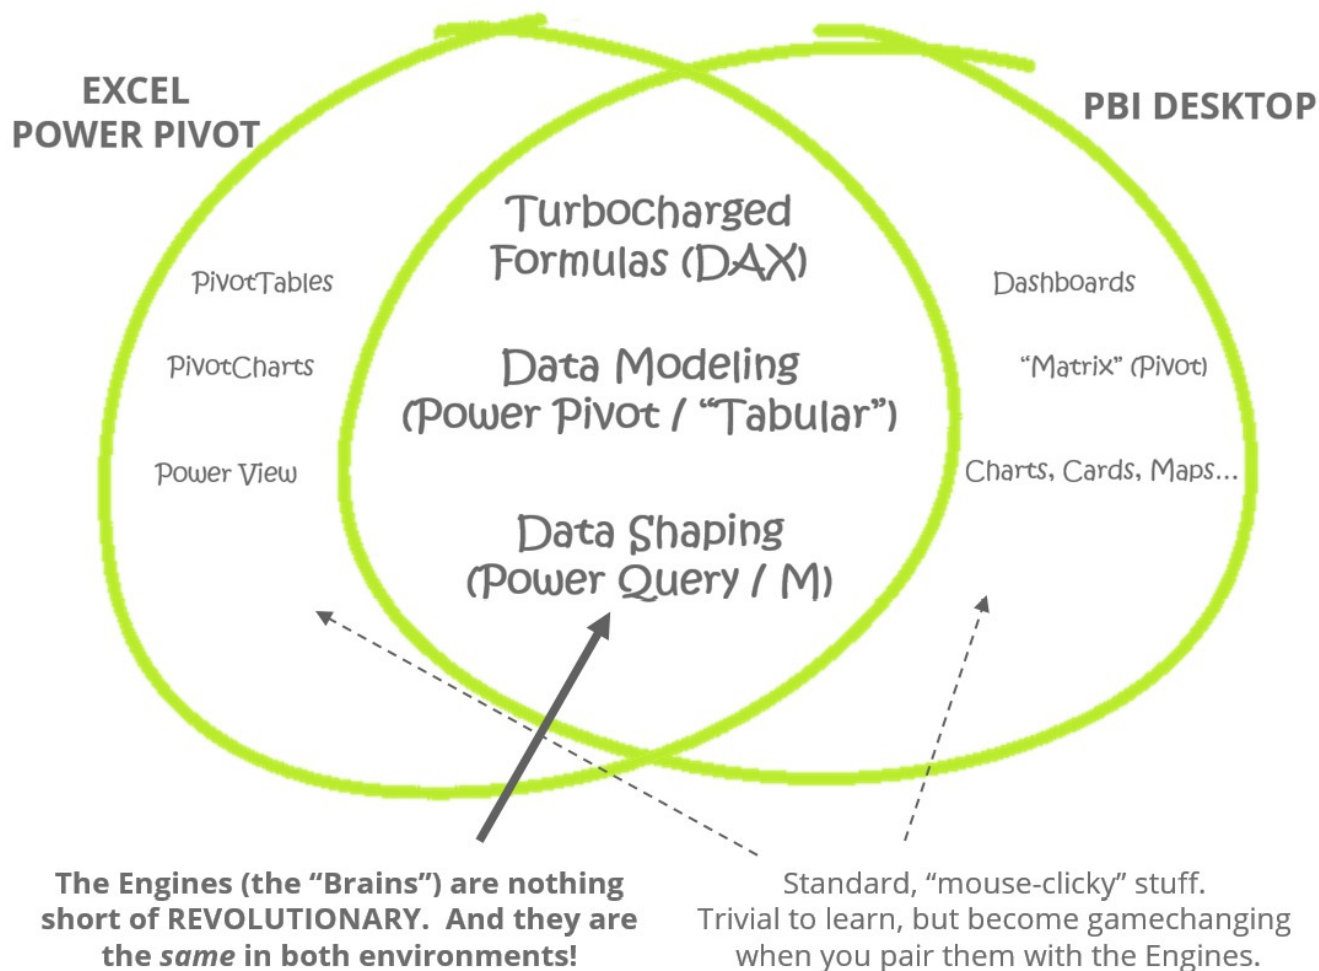 EXCEL
POWER PIVOT
PBI DESKTOP
Turbocharged
Formulas (DAX)
PivotTables
Dashboards
Data Modeling
(Power Pivot / “Tabular”)
PivotCharts
“Matrix” (Pivot)
Power View
Charts, Cards, Maps...
Data Shaping
(Power Query / M)
The Engines (the “Brains”) are nothing
short of REVOLUTIONARY.  And they are
the same in both environments!
Standard, “mouse-clicky” stuff.
Trivial to learn, but become gamechanging
when you pair them with the Engines.